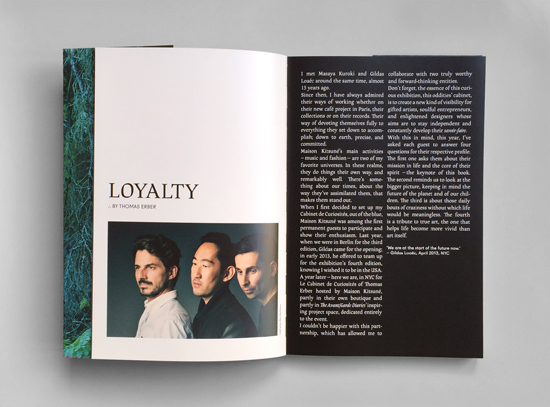 LOYALTY
– BY THOMAS ERBER
I met Masaya Kuroki and Gildas
Loaëc around the same time, almost
15 years ago.
Since then, I have always admired
their ways of working whether on
their new café project in Paris, their
collections or on their records. Their
way of devoting themselves fully to
everything they set down to accom-
plish, down to earth, precise, and
committed.
Maison Kitsuné's main activities
– music and fashion – are two of my
favorite universes. In these realms,
they do things their own way, and
remarkably well. There's some-
thing about our times, about the
way they've assimilated them, that
makes them stand out.
When I first decided to set up my
Cabinet de Curiosités, out of the blue,
Maison Kitsuné was among the first
permanent guests to participate and
show their enthusiasm. Last year,
when we were in Berlin for the third
edition, Gildas came for the opening;
in early 2013, he offered to team up
for the exhibition's fourth edition,
knowing I wished it to be in the USA.
A year later – here we are, in NYC for
Le Cabinet de Curiosités of Thomas
Erber hosted by Maison Kitsuné,
partly in their own boutique and
partly in The Avant/Garde Diaries' inspir-
ing project space, dedicated entirely
to the event.
I couldn't be happier with this part-
nership, which has allowed me to
collaborate with two truly worthy
and forward-thinking entities.
Don't forget, the essence of this curi-
ous exhibition, this oddities' cabinet,
is to create a new kind of visibility for
gifted artists, soulful entrepreneurs,
and enlightened designers whose
aims are to stay independent and
constantly develop their savoir-faire.
With this in mind, this year, I've
asked each guest to answer four
questions for their respective profile.
The first one asks them about their
mission in life and the core of their
spirit – the keynote of this book.
The second reminds us to look at the
bigger picture, keeping in mind the
future of the planet and of our chil-
dren. The third is about those daily
bouts of craziness without which life
would be meaningless. The fourth
is a tribute to true art, the one that
helps life become more vivid than
art itself.
'We are at the start of the future now.'
– Gildas Loaëc, April 2013, NYC